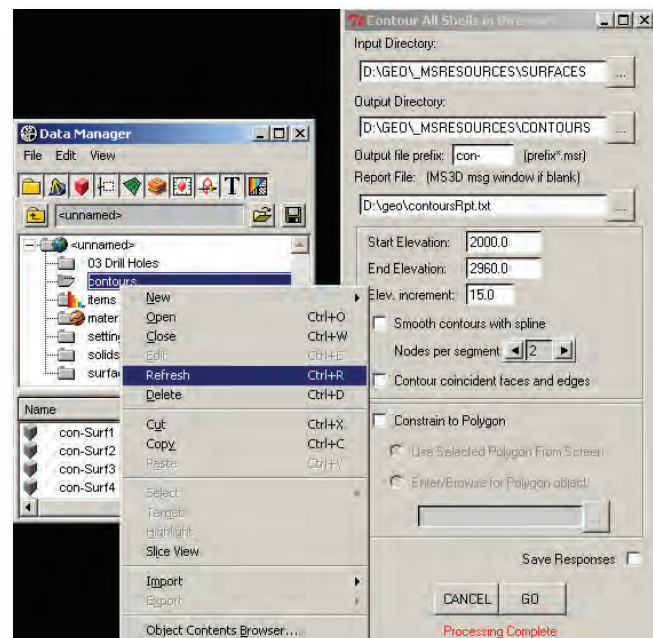 Contour All Shells in
Input Directory:
D:\GEO\_MSRESOURCES\SURFACES
...
Output Directory:
D:\GEO\_MSRESOURCES\CONTOURS
...
Output file prefix: con- (prefix*.msr)
Report File: (MS3D msg window if blank)
D:\geo\contoursRpt.txt
...
Start Elevation: 2000.0
End Elevation: 2960.0
Elev. increment: 15.0
Smooth contours with spline
Nodes per segment 2
Contour coincident faces and edges
Constrain to Polygon
Use Selected Polygon From Screen
Enter/Browse for Polygon object:
Save Responses
CANCEL GO
Processing Complete
Data Manager
File Edit View
T
<unnamed>
<unnamed>
03 Drill Holes
contours
items
mater
settin
solids
surfa
Name
con-Surf1
con-Surf2
con-Surf3
con-Surf4
New
Open Ctrl+O
Close Ctrl+W
Edit Ctrl+E
Refresh Ctrl+R
Delete Ctrl+D
Cut Ctrl+X
Copy Ctrl+C
Paste Ctrl+V
Select
Target
Highlight
Slice View
Import
Export
Object Contents Browser...